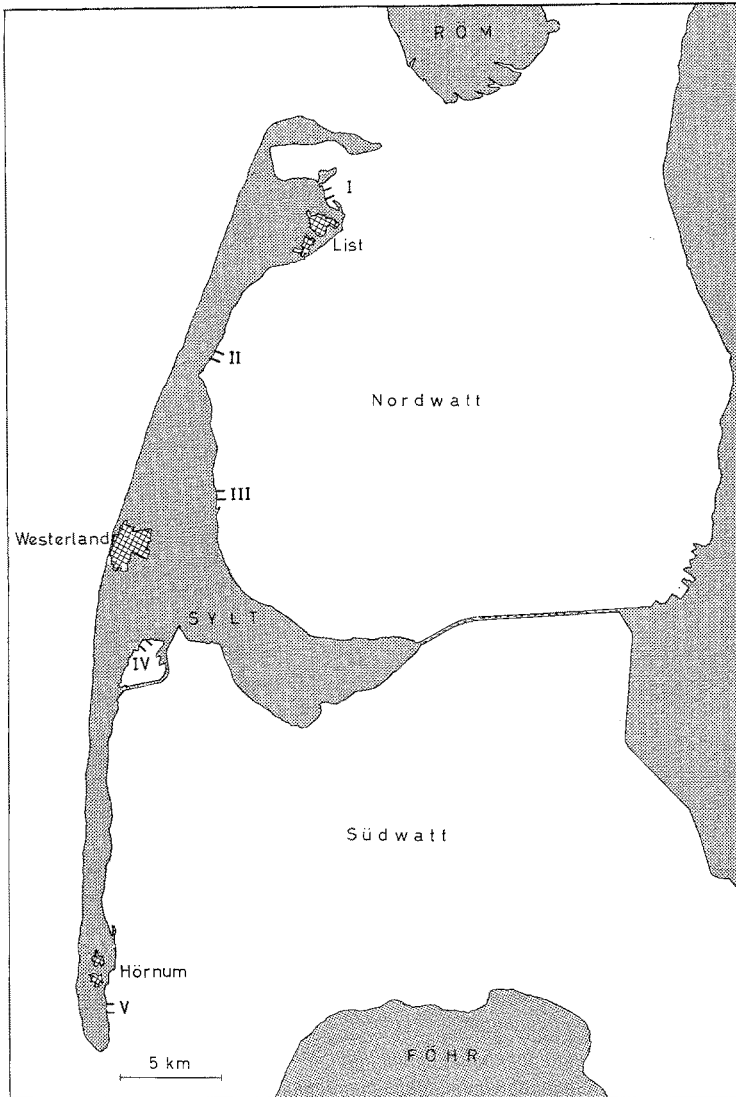 RÖM
I
List
II
Nordwatt
III
Westerland
SYLT
IV
Südwatt
Hörnum
V
5 km
FÖHR